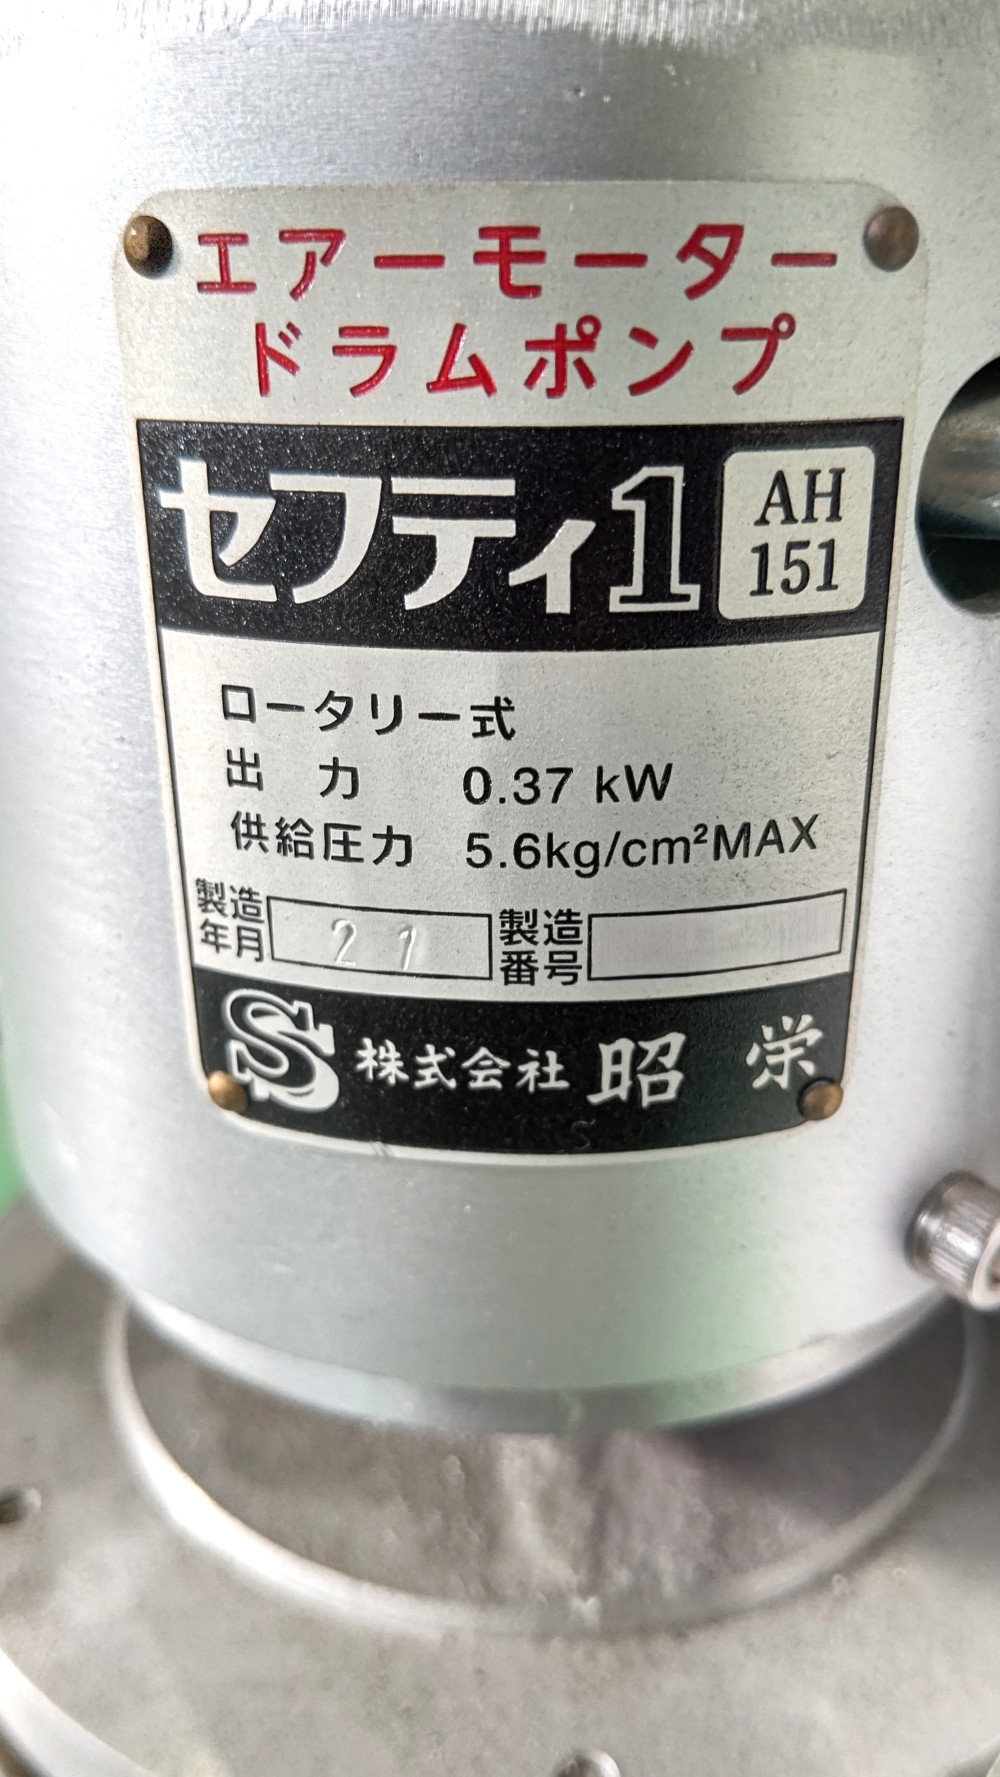 エアーモーター
ドラムポンプ
セフティ1
AH
151
ロータリー式
出 力 0.37 kW
供給圧力 5.6kg/cm²MAX
製造年月 2 1
製造番号
S 株式会社 昭 栄